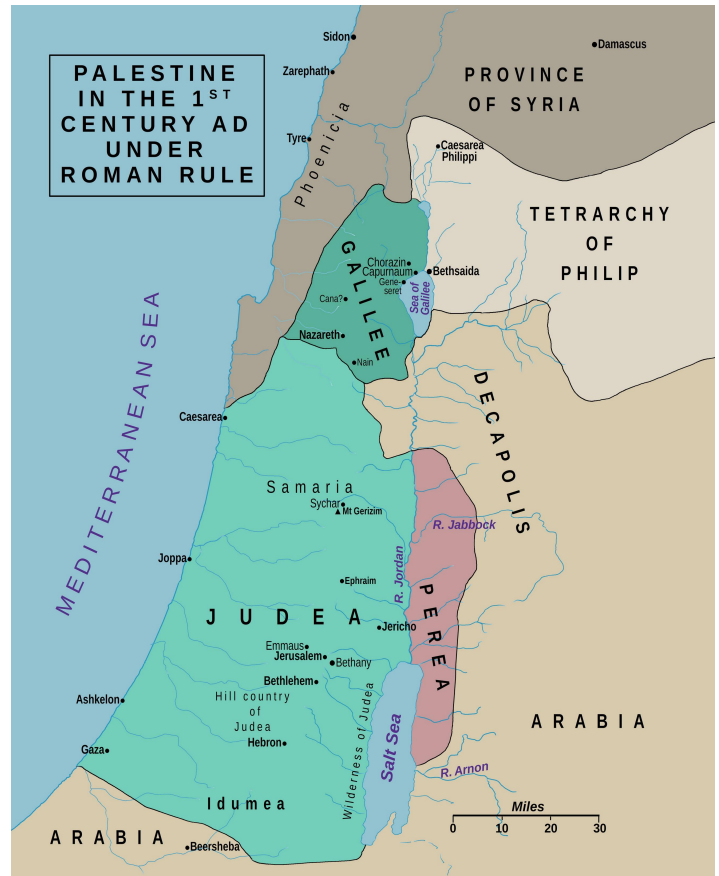 PALESTINE
IN THE 1ST
CENTURY AD
UNDER
ROMAN RULE
Sidon
Damascus
Zarephath
PROVINCE
OF SYRIA
Tyre
Phoenicia
Caesarea
Philippi
TETRARCHY
OF
PHILIP
GALILEE
Chorazin
Capurnaum
Bethsaida
Gene-
seret
Sea of
Galilee
Cana?
Nazareth
Nain
MEDITERRANEAN SEA
DECAPOLIS
Caesarea
Samaria
Sychar
Mt Gerizim
R. Jabbock
Joppa
R. Jordan
Ephraim
PEREA
JUDEA
Jericho
Emmaus
Jerusalem
Bethany
Bethlehem
Hill country
of
Judea
Wilderness of Judea
Salt Sea
ARABIA
Ashkelon
Hebron
Gaza
R. Arnon
Idumea
Miles
0 10 20 30
ARABIA
Beersheba